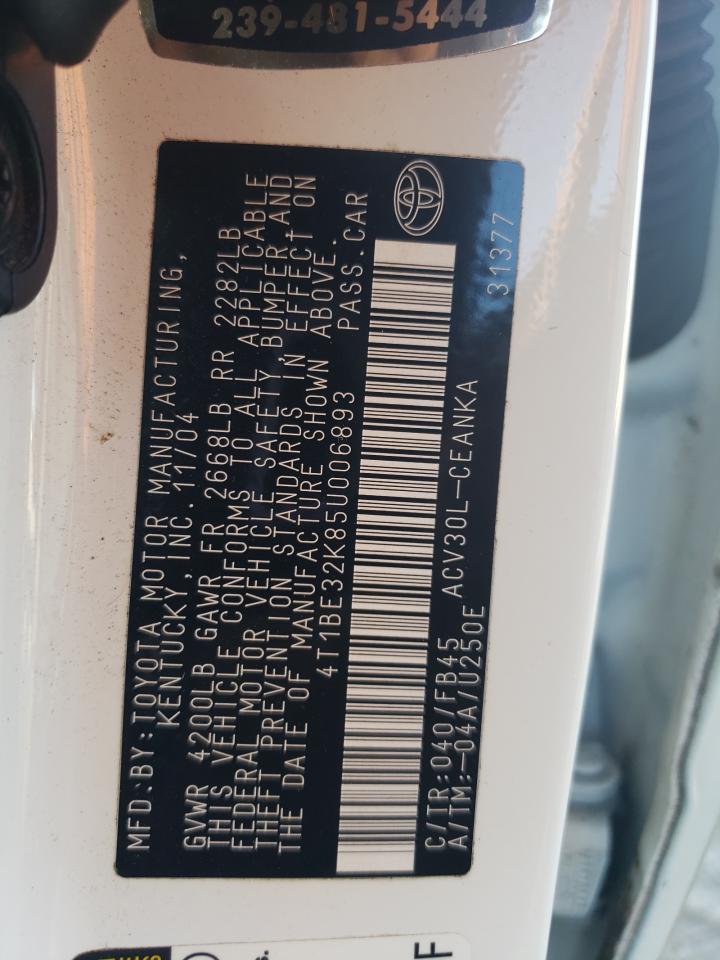 239-481-5444
MFD.BY:TOYOTA MOTOR MANUFACTURING,
KENTUCKY, INC. 11/04
GVWR 4200LB GAWR FR 2668LB RR 2282LB
THIS VEHICLE CONFORMS TO ALL APPLICABLE
FEDERAL MOTOR VEHICLE SAFETY, BUMPER AND
THEFT PREVENTION STANDARDS IN EFFECT ON
THE DATE OF MANUFACTURE SHOWN ABOVE.
4T1BE32K85U006893 PASS.CAR
C/TR:040/FB45 ACV30L-CEANKA
A/TM:-04A/U250E 31377
F